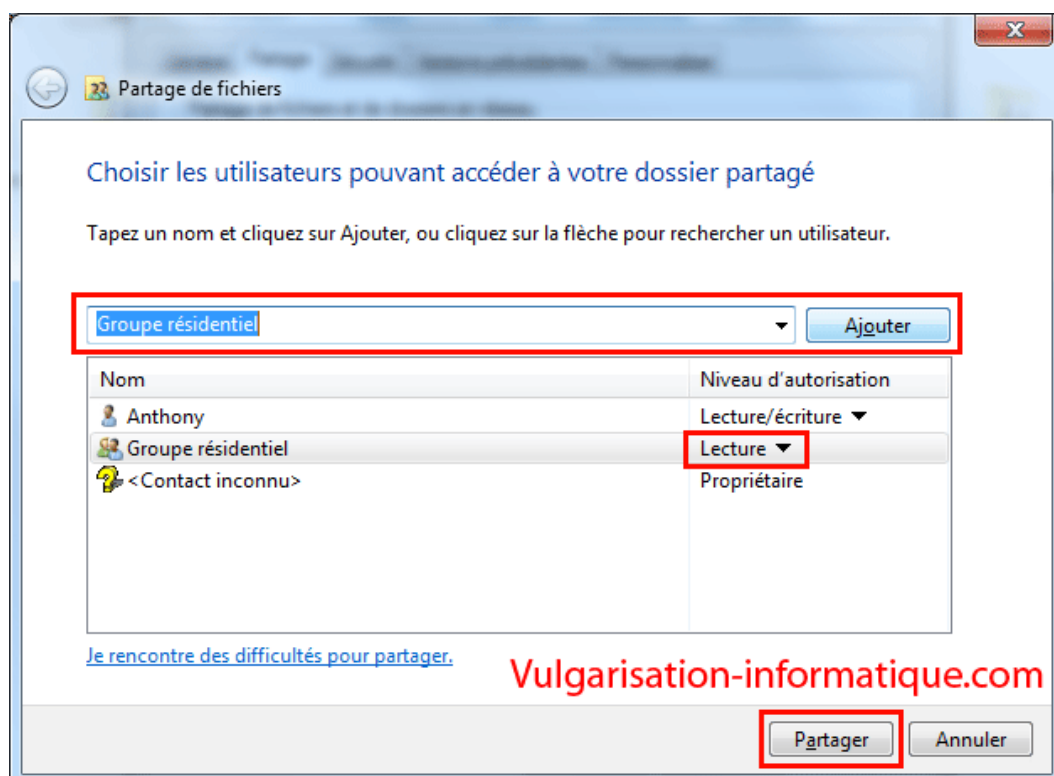 Partage de fichiers
Choisir les utilisateurs pouvant accéder à votre dossier partagé
Tapez un nom et cliquez sur Ajouter, ou cliquez sur la flèche pour rechercher un utilisateur.
Groupe résidentiel Ajouter
Nom Niveau d'autorisation
Anthony Lecture/écriture
Groupe résidentiel Lecture
<Contact inconnu> Propriétaire
Je rencontre des difficultés pour partager.
Vulgarisation-informatique.com
Partager Annuler